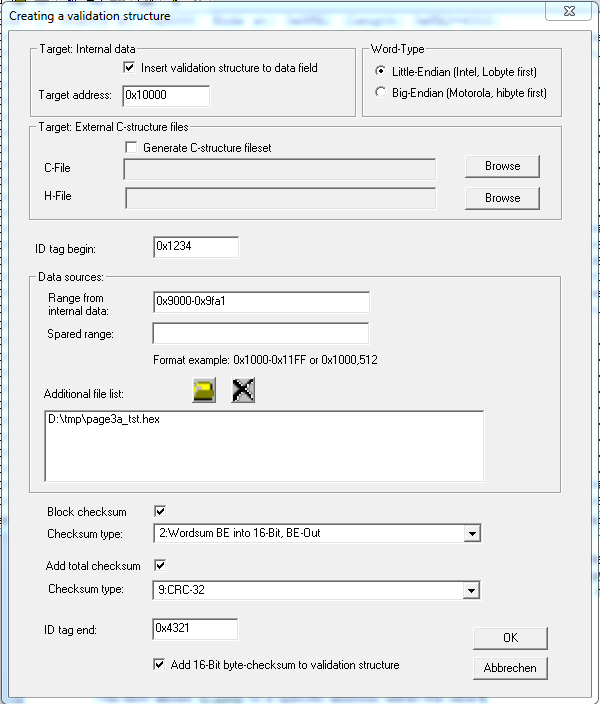 Creating a validation structure
Target: Internal data
Insert validation structure to data field
Target address: 0x10000
Word-Type
Little-Endian (Intel, Lobyte first)
Big-Endian (Motorola, hibyte first)
Target: External C-structure files
Generate C-structure fileset
C-File
Browse
H-File
Browse
ID tag begin: 0x1234
Data sources:
Range from
internal data:
0x9000-0x9fa1
Spared range:
Format example: 0x1000-0x11FF or 0x1000,512
Additional file list:
D:\tmp\page3a_tst.hex
Block checksum
Checksum type: 2:Wordsum BE into 16-Bit, BE-Out
Add total checksum
Checksum type: 9:CRC-32
ID tag end: 0x4321
OK
Add 16-Bit byte-checksum to validation structure
Abbrechen